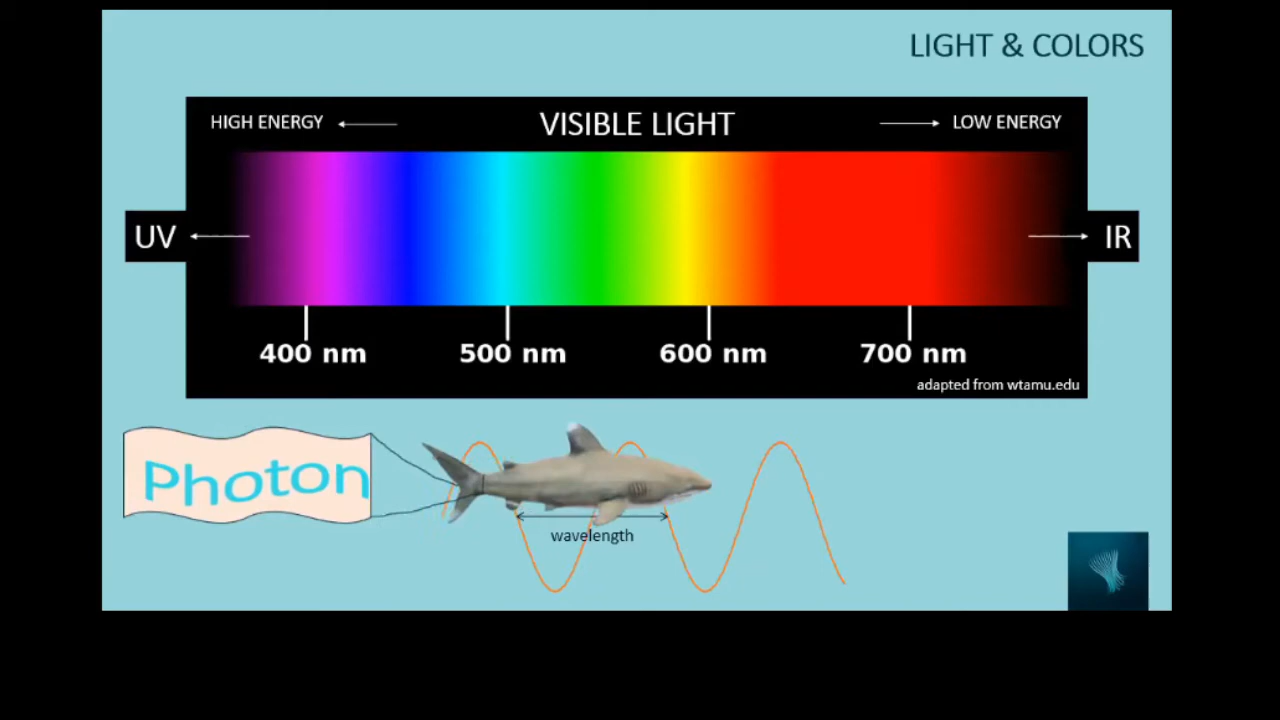 LIGHT & COLORS
HIGH ENERGY
VISIBLE LIGHT
LOW ENERGY
UV
IR
400 nm
500 nm
600 nm
700 nm
adapted from wtamu.edu
Photon
wavelength